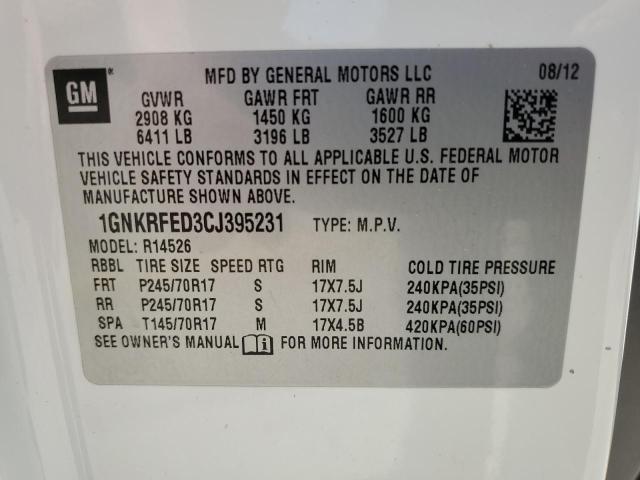 GM
MFD BY GENERAL MOTORS LLC 08/12
GVWR GAWR FRT GAWR RR
2908 KG 1450 KG 1600 KG
6411 LB 3196 LB 3527 LB
THIS VEHICLE CONFORMS TO ALL APPLICABLE U.S. FEDERAL MOTOR
VEHICLE SAFETY STANDARDS IN EFFECT ON THE DATE OF
MANUFACTURE SHOWN ABOVE.
1GNKRFED3CJ395231 TYPE: M.P.V.
MODEL: R14526
RBBL TIRE SIZE SPEED RTG RIM COLD TIRE PRESSURE
FRT P245/70R17 S 17X7.5J 240KPA(35PSI)
RR P245/70R17 S 17X7.5J 240KPA(35PSI)
SPA T145/70R17 M 17X4.5B 420KPA(60PSI)
SEE OWNER'S MANUAL FOR MORE INFORMATION.